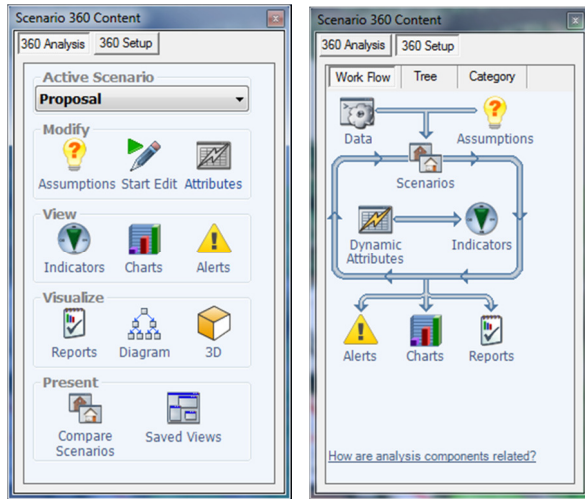 Scenario 360 Content
360 Analysis 360 Setup
Active Scenario
Proposal
Modify
Assumptions Start Edit Attributes
View
Indicators Charts Alerts
Visualize
Reports Diagram 3D
Present
Compare Scenarios
Saved Views
Scenario 360 Content
360 Analysis 360 Setup
Work Flow Tree Category
Data Assumptions
Scenarios
Dynamic Attributes
Indicators
Alerts Charts Reports
How are analysis components related?